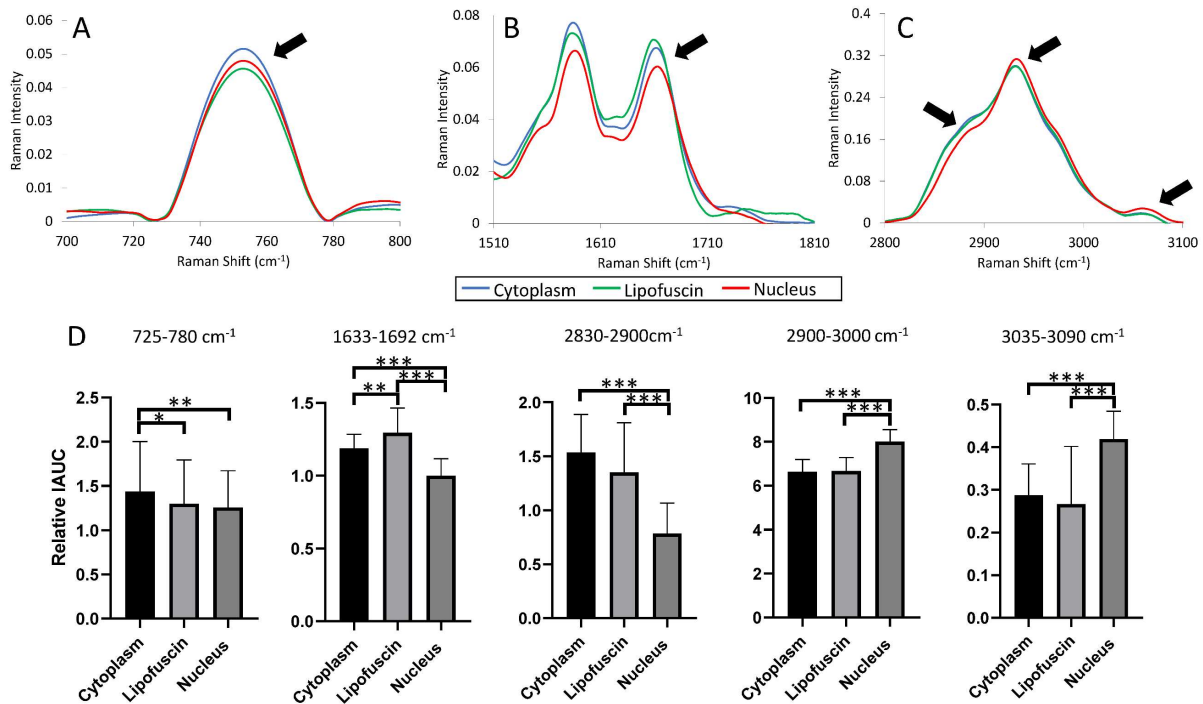 A
0.06
0.05
0.04
0.03
0.02
0.01
0
Raman Intensity
700 720 740 760 780 800
Raman Shift (cm⁻¹)
B
0.08
0.06
0.04
0.02
0
Raman Intensity
1510 1610 1710 1810
Raman Shift (cm⁻¹)
C
0.4
0.32
0.24
0.16
0.08
0
Raman Intensity
2800 2900 3000 3100
Raman Shift (cm⁻¹)
Cytoplasm Lipofuscin Nucleus
D
Relative IAUC
725-780 cm⁻¹
2.5
2.0
1.5
1.0
0.5
0.0
**
*
Cytoplasm
Lipofuscin
Nucleus
1633-1692 cm⁻¹
1.5
1.0
0.5
0.0
***
** ***
Cytoplasm
Lipofuscin
Nucleus
2830-2900cm⁻¹
2.0
1.5
1.0
0.5
0.0
***
***
Cytoplasm
Lipofuscin
Nucleus
2900-3000 cm⁻¹
10
8
6
4
2
0
***
***
Cytoplasm
Lipofuscin
Nucleus
3035-3090 cm⁻¹
0.5
0.4
0.3
0.2
0.1
0.0
***
***
Cytoplasm
Lipofuscin
Nucleus